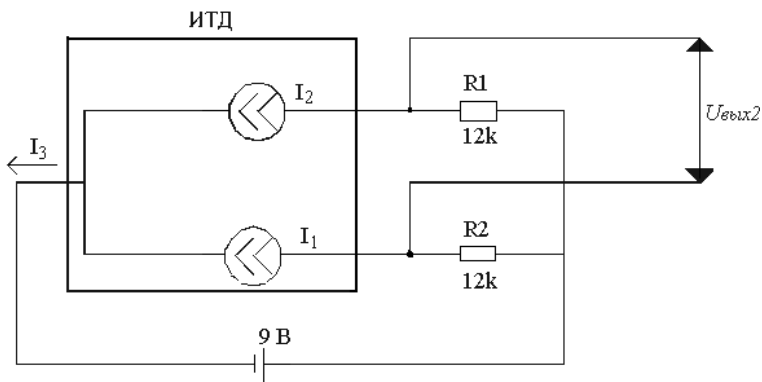 ИТД
I₂
R1
12k
Uвых2
I₃
I₁
R2
12k
9 В